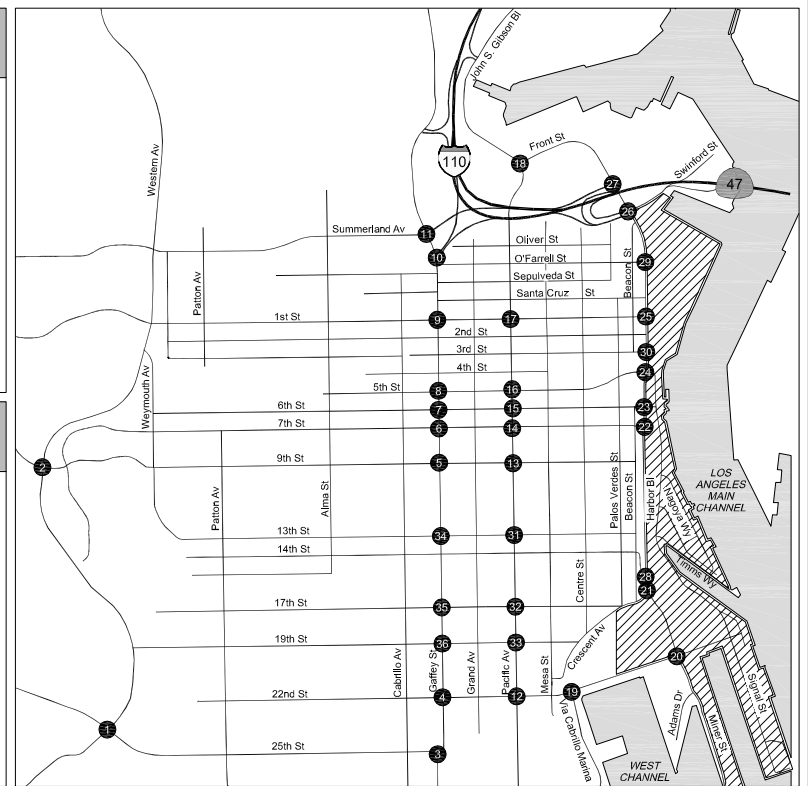 John S. Gibson Bl
Front St
18
110
Swinford St
47
27
26
Western Av
Summerland Av
11
10
Oliver St
O'Farrell St
29
Sepulveda St
Beacon St
Santa Cruz St
Patton Av
1st St
9
17
25
2nd St
3rd St
30
4th St
24
5th St
8
16
Weymouth Av
6th St
7
15
23
7th St
6
14
22
2
9th St
5
13
Palos Verdes St
Beacon St
Harbor Bl
Nagoya Wy
LOS
ANGELES
MAIN
CHANNEL
Patton Av
Alma St
13th St
34
31
14th St
Centre St
28
21
Timms Wy
17th St
35
32
19th St
36
33
Crescent Av
20
Cabrillo Av
Gaffey St
Grand Av
Pacific Av
Mesa St
22nd St
4
12
19
Via Cabrillo Marina
Adams Dr
Miner St
Signal St
1
25th St
3
WEST
CHANNEL